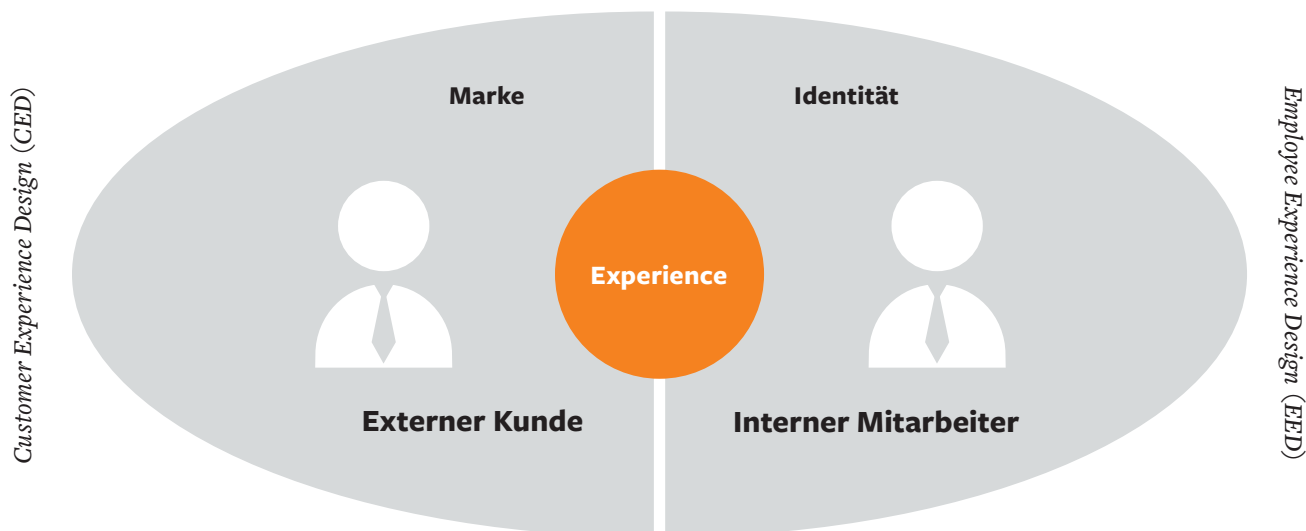 Customer Experience Design (CED)
Marke
Identität
Experience
Externer Kunde
Interner Mitarbeiter
Employee Experience Design (EED)